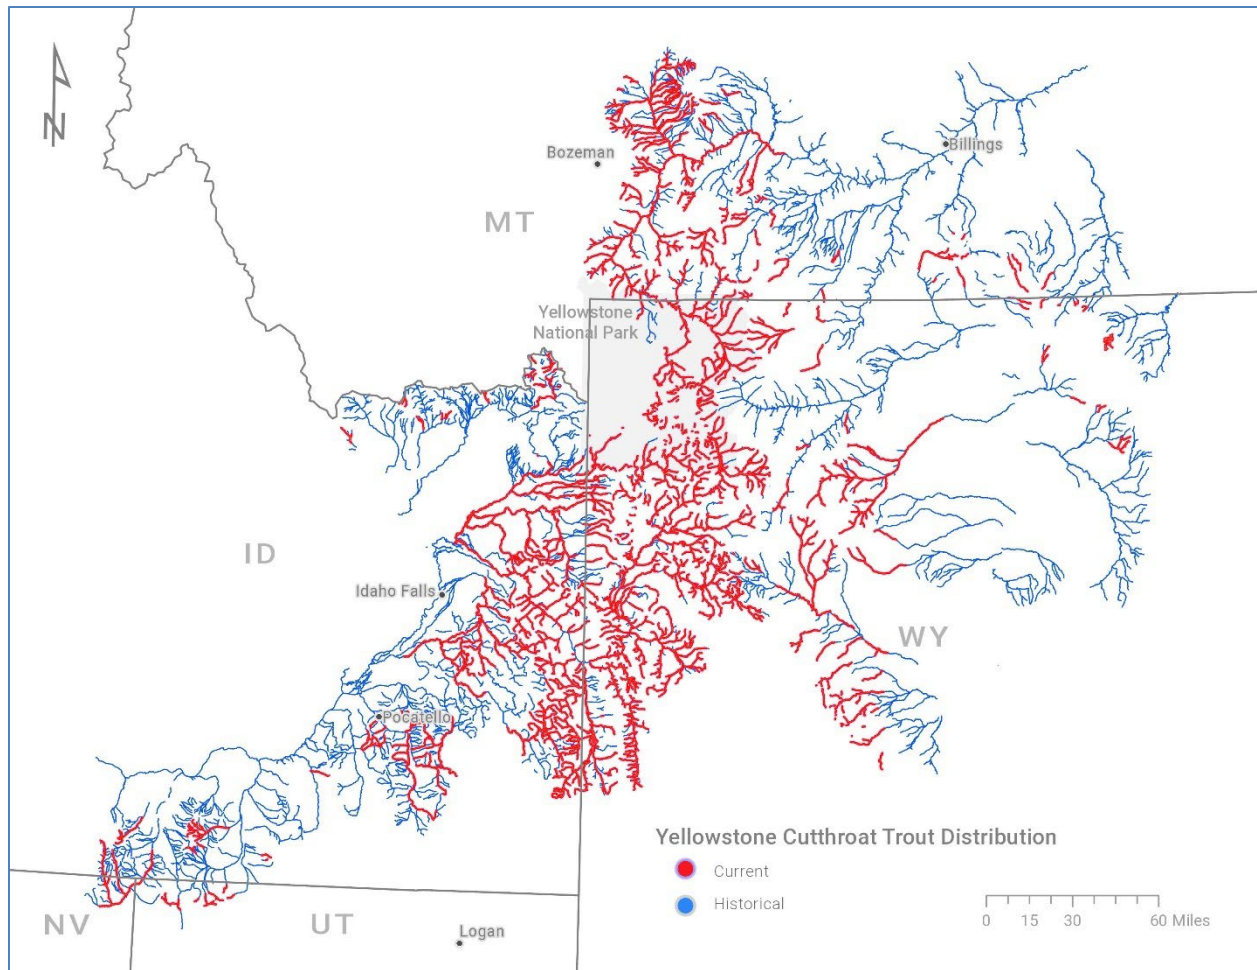 N
Bozeman
Billings
MT
Yellowstone
National Park
ID
Idaho Falls
WY
Pocatello
Yellowstone Cutthroat Trout Distribution
Current
Historical
0 15 30 60 Miles
NV
UT
Logan